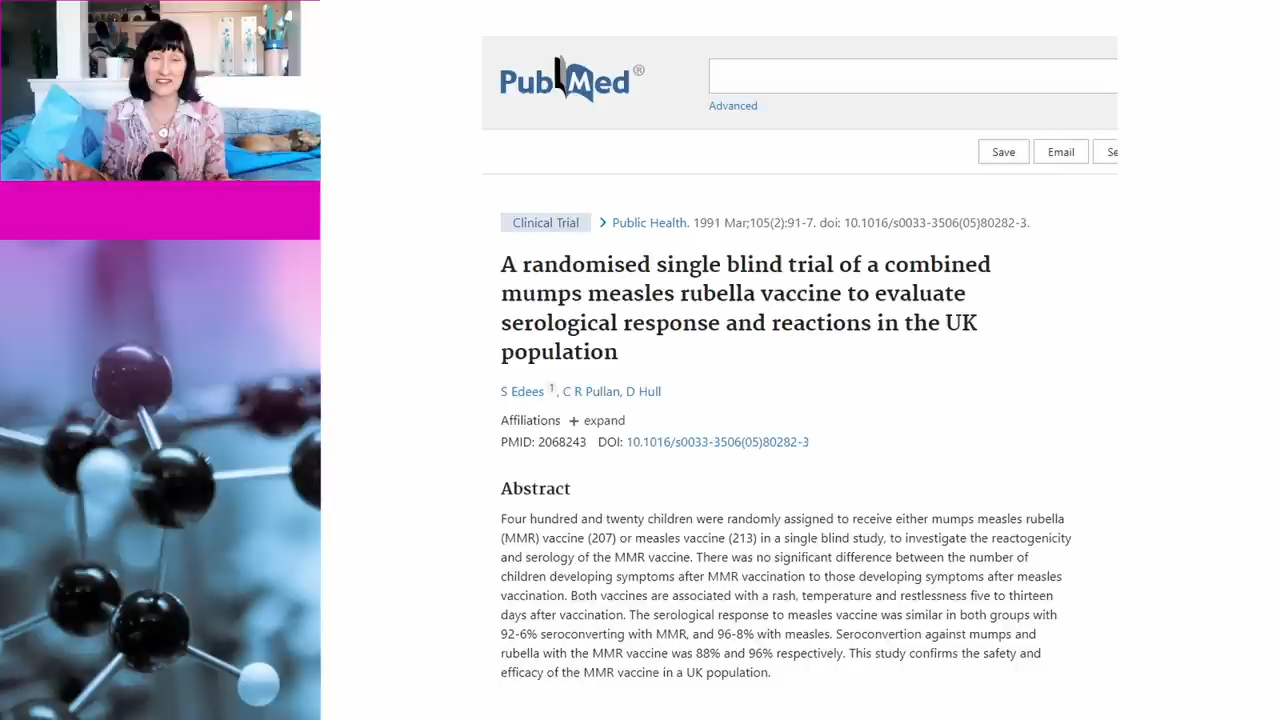 PubMed®
Advanced
Save Email Se
Clinical Trial > Public Health. 1991 Mar;105(2):91-7. doi: 10.1016/s0033-3506(05)80282-3.
A randomised single blind trial of a combined
mumps measles rubella vaccine to evaluate
serological response and reactions in the UK
population
S Edees 1, C R Pullan, D Hull
Affiliations + expand
PMID: 2068243 DOI: 10.1016/s0033-3506(05)80282-3
Abstract
Four hundred and twenty children were randomly assigned to receive either mumps measles rubella
(MMR) vaccine (207) or measles vaccine (213) in a single blind study, to investigate the reactogenicity
and serology of the MMR vaccine. There was no significant difference between the number of
children developing symptoms after MMR vaccination to those developing symptoms after measles
vaccination. Both vaccines are associated with a rash, temperature and restlessness five to thirteen
days after vaccination. The serological response to measles vaccine was similar in both groups with
92-6% seroconverting with MMR, and 96-8% with measles. Seroconvertion against mumps and
rubella with the MMR vaccine was 88% and 96% respectively. This study confirms the safety and
efficacy of the MMR vaccine in a UK population.